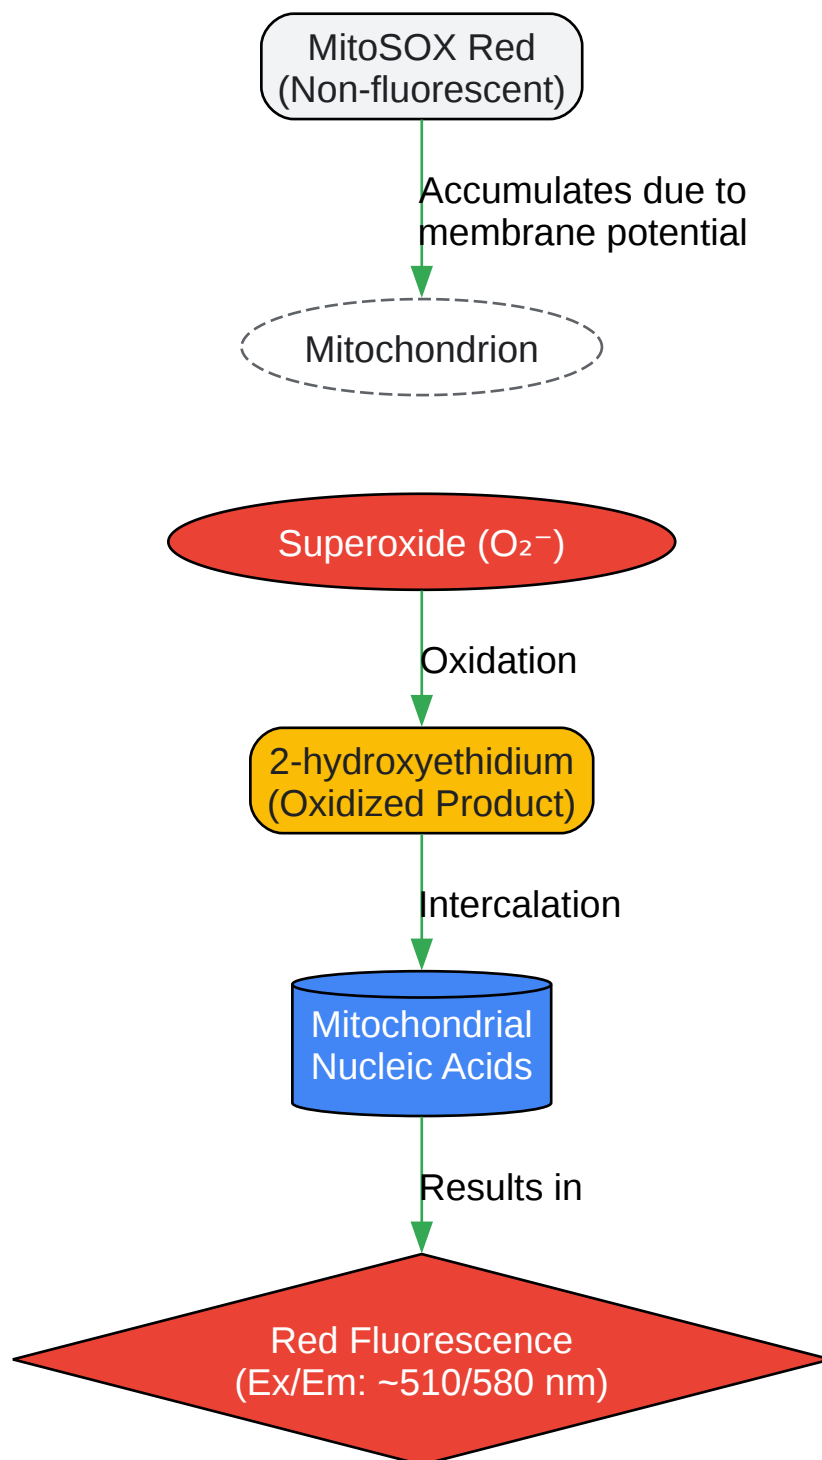 MitoSOX Red
(Non-fluorescent)
Accumulates due to
membrane potential
Mitochondrion
Superoxide (O₂⁻)
Oxidation
2-hydroxyethidium
(Oxidized Product)
Intercalation
Mitochondrial
Nucleic Acids
Results in
Red Fluorescence
(Ex/Em: ~510/580 nm)